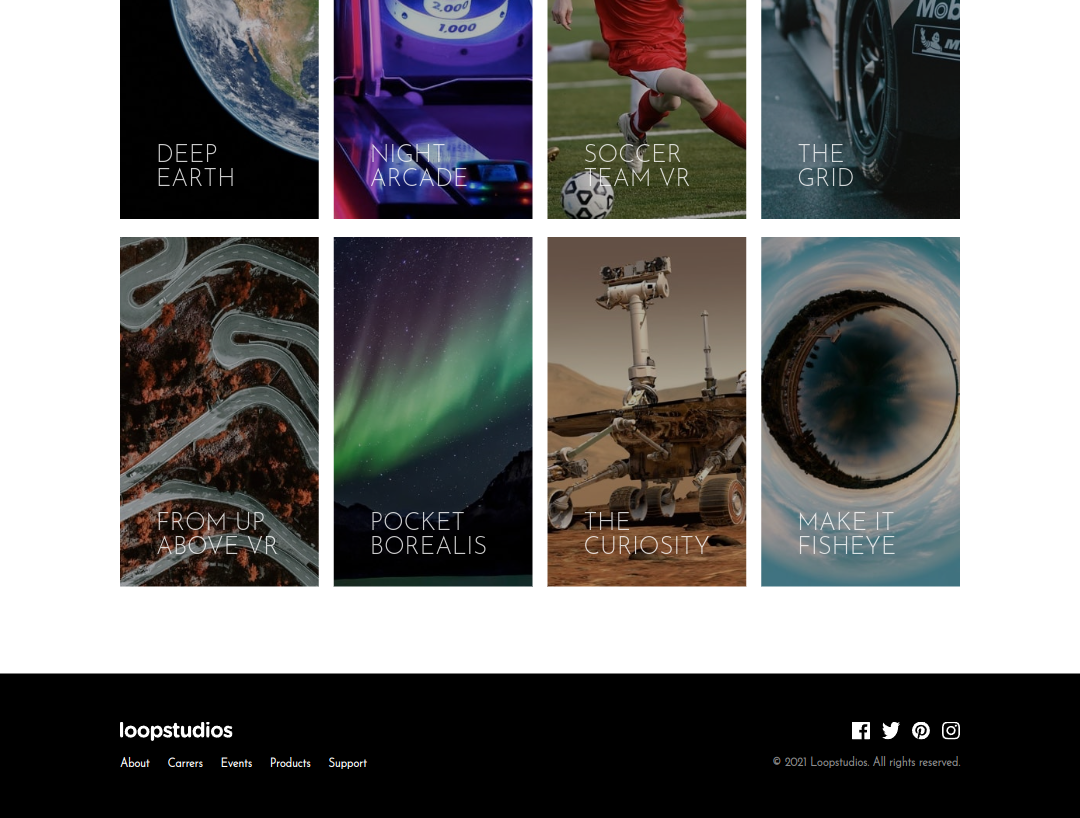 2,000
1,000
Mob
M
DEEP
EARTH
NIGHT
ARCADE
SOCCER
TEAM VR
THE
GRID
FROM UP
ABOVE VR
POCKET
BOREALIS
THE
CURIOSITY
MAKE IT
FISHEYE
loopstudios
About Carrers Events Products Support
© 2021 Loopstudios. All rights reserved.